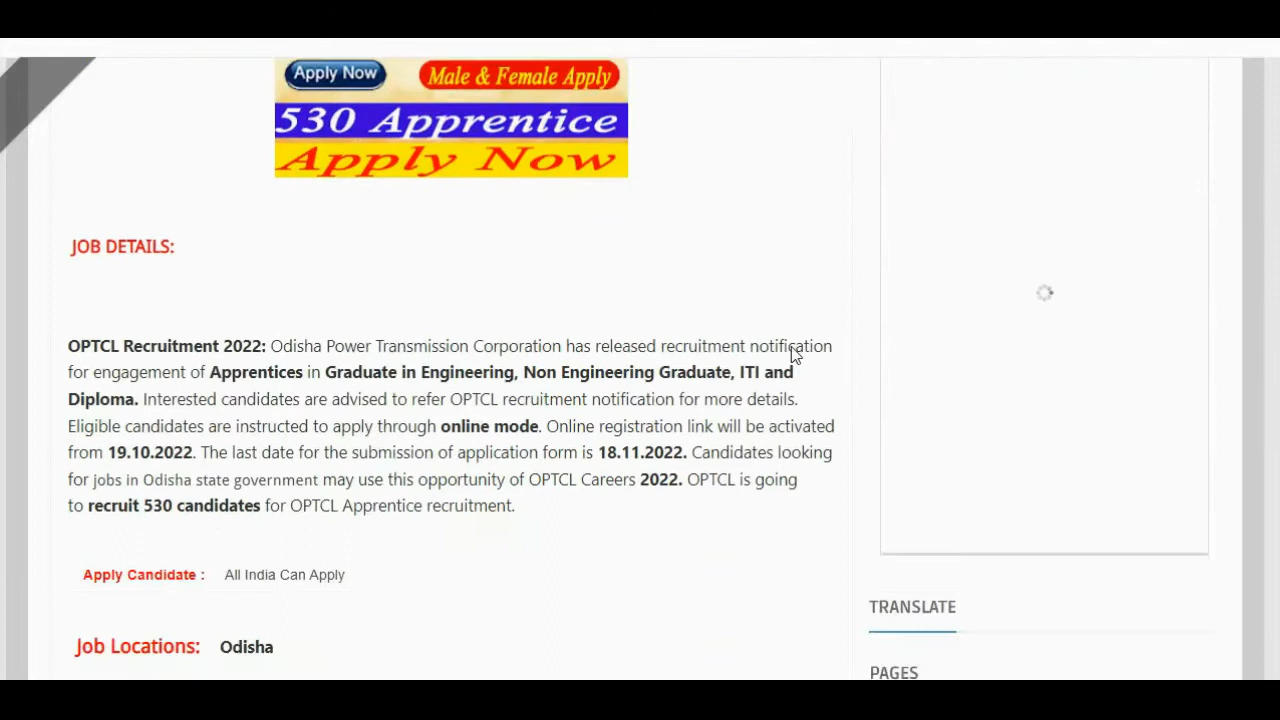 Apply Now
Male & Female Apply
530 Apprentice
Apply Now
JOB DETAILS:
OPTCL Recruitment 2022: Odisha Power Transmission Corporation has released recruitment notification
for engagement of Apprentices in Graduate in Engineering, Non Engineering Graduate, ITI and
Diploma. Interested candidates are advised to refer OPTCL recruitment notification for more details.
Eligible candidates are instructed to apply through online mode. Online registration link will be activated
from 19.10.2022. The last date for the submission of application form is 18.11.2022. Candidates looking
for jobs in Odisha state government may use this opportunity of OPTCL Careers 2022. OPTCL is going
to recruit 530 candidates for OPTCL Apprentice recruitment.
Apply Candidate : All India Can Apply
Job Locations: Odisha
TRANSLATE
PAGES